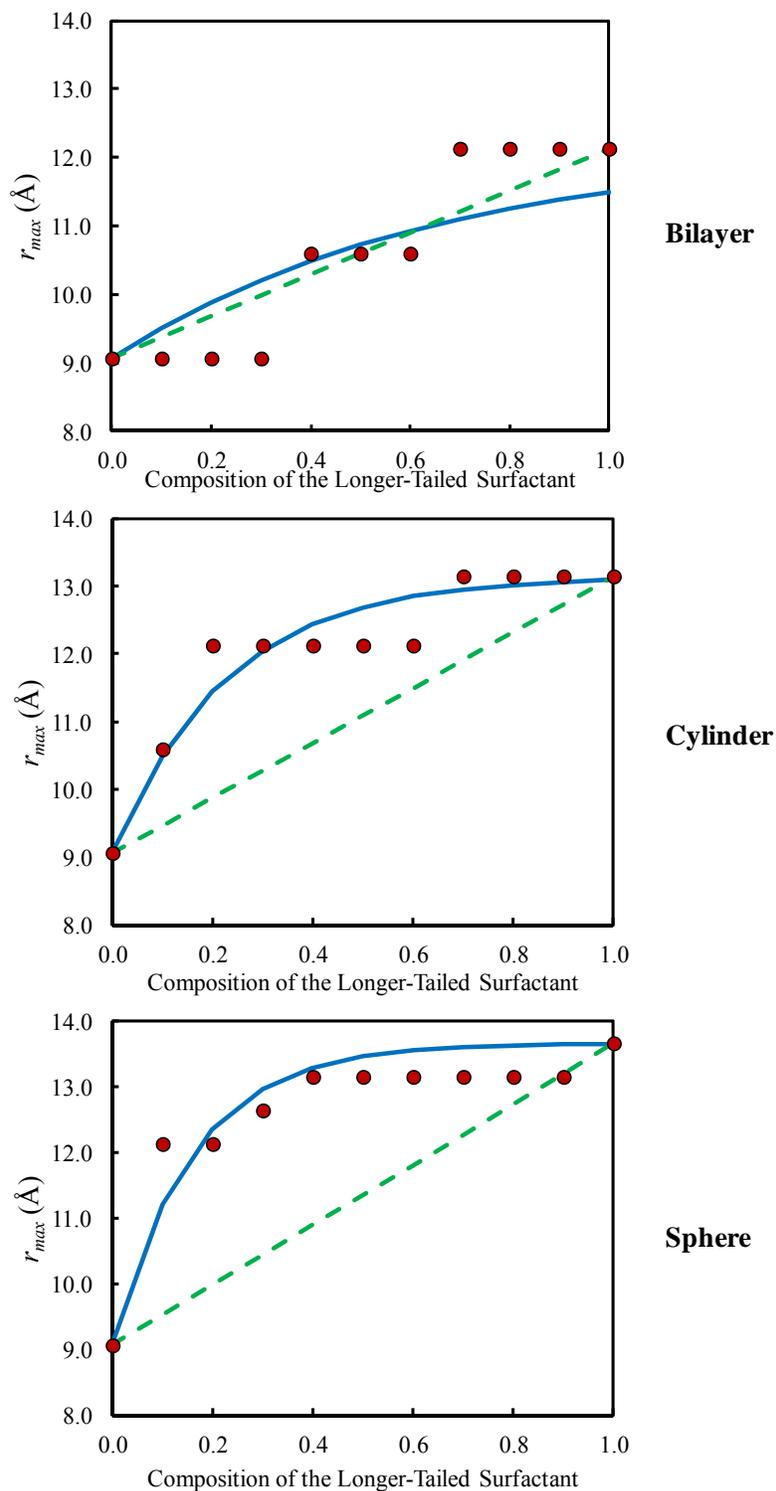 14.0
13.0
12.0
11.0
10.0
9.0
8.0
r_max (Å)
0.0 0.2 0.4 0.6 0.8 1.0
Composition of the Longer-Tailed Surfactant
Bilayer
14.0
13.0
12.0
11.0
10.0
9.0
8.0
r_max (Å)
0.0 0.2 0.4 0.6 0.8 1.0
Composition of the Longer-Tailed Surfactant
Cylinder
14.0
13.0
12.0
11.0
10.0
9.0
8.0
r_max (Å)
0.0 0.2 0.4 0.6 0.8 1.0
Composition of the Longer-Tailed Surfactant
Sphere